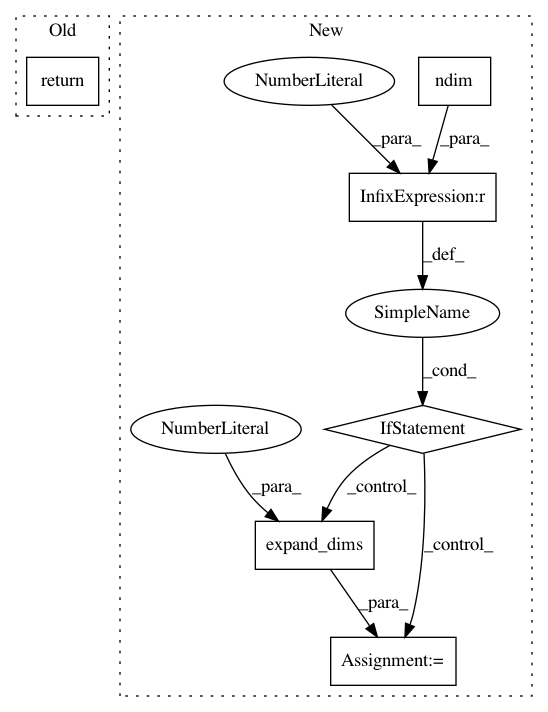 Old
New
return
NumberLiteral
ndim
_para_
_para_
InfixExpression:r
_def_
SimpleName
_cond_
NumberLiteral
IfStatement
_para_
_control_
expand_dims
_control_
_para_
Assignment:=